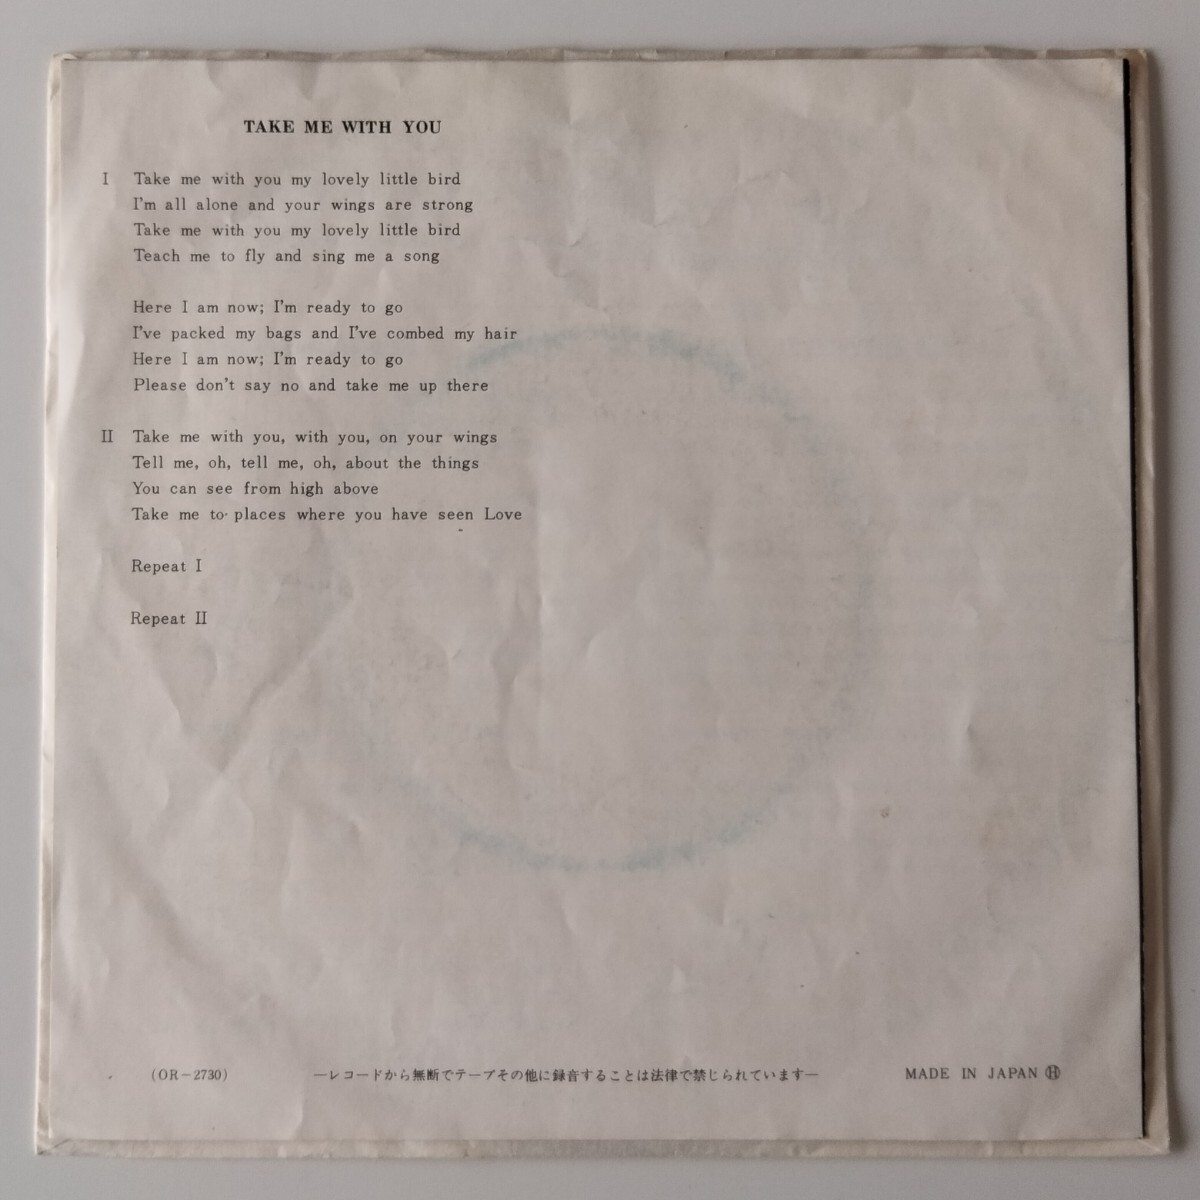 TAKE ME WITH YOU
I Take me with you my lovely little bird
I'm all alone and your wings are strong
Take me with you my lovely little bird
Teach me to fly and sing me a song
Here I am now; I'm ready to go
I've packed my bags and I've combed my hair
Here I am now; I'm ready to go
Please don't say no and take me up there
II Take me with you, with you, on your wings
Tell me, oh, tell me, oh, about the things
You can see from high above
Take me to places where you have seen Love
Repeat I
Repeat II
(OR-2730) —レコードから無断でテープその他に録音することは法律で禁じられています— MADE IN JAPAN Ⓗ